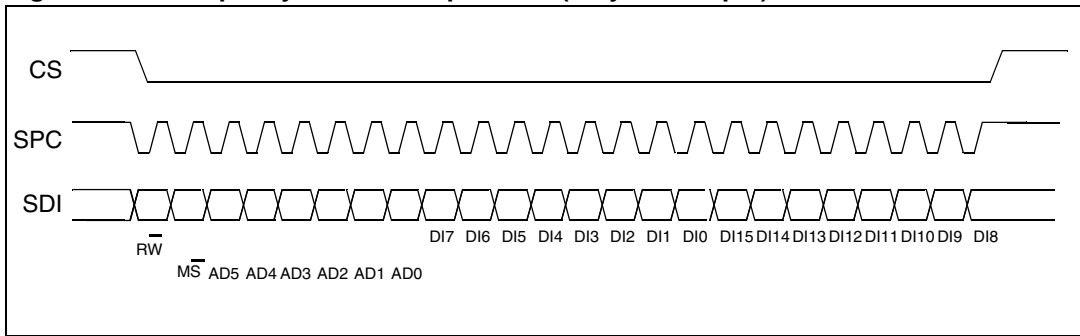 CS
SPC
SDI
DI7 DI6 DI5 DI4 DI3 DI2 DI1 DI0 DI15 DI14 DI13 DI12 DI11 DI10 DI9 DI8
RW̅
MS̅ AD5 AD4 AD3 AD2 AD1 AD0